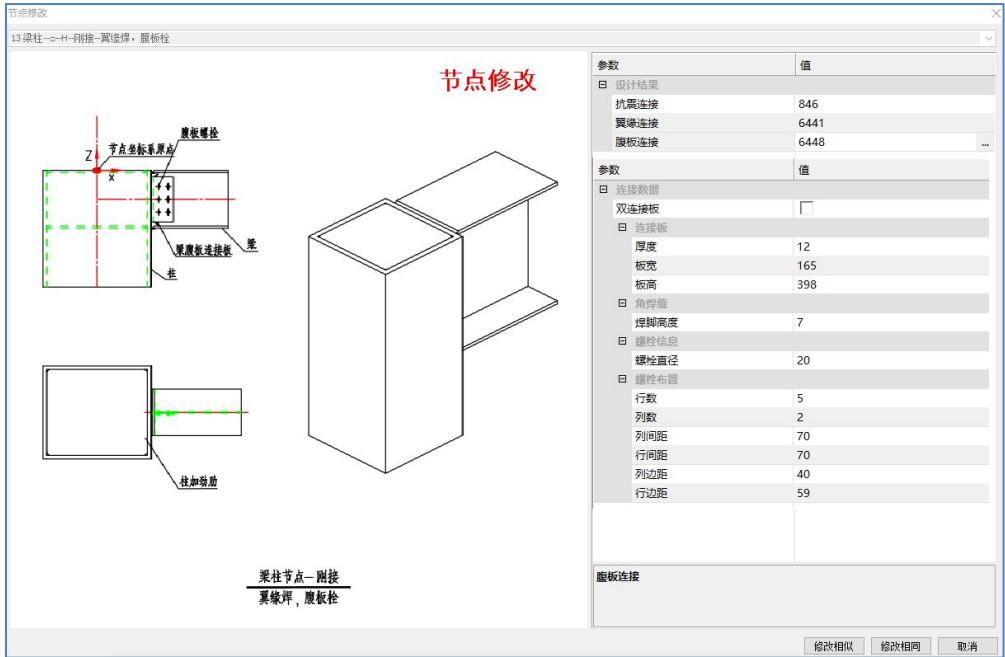 节点修改
13 梁柱--□--H--刚接--翼缘焊，腹板栓
节点修改
腹板螺栓
节点坐标系原点
Z
X
梁腹板连接板
梁
柱
柱加劲肋
梁柱节点—刚接
翼缘焊，腹板栓
参数 值
设计结果
抗震连接 846
翼缘连接 6441
腹板连接 6448 ...
参数 值
连接数据
双连接板
连接板
厚度 12
板宽 165
板高 398
角焊缝
焊脚高度 7
螺栓信息
螺栓直径 20
螺栓布置
行数 5
列数 2
列间距 70
行间距 70
列边距 40
行边距 59
腹板连接
修改相似 修改相同 取消